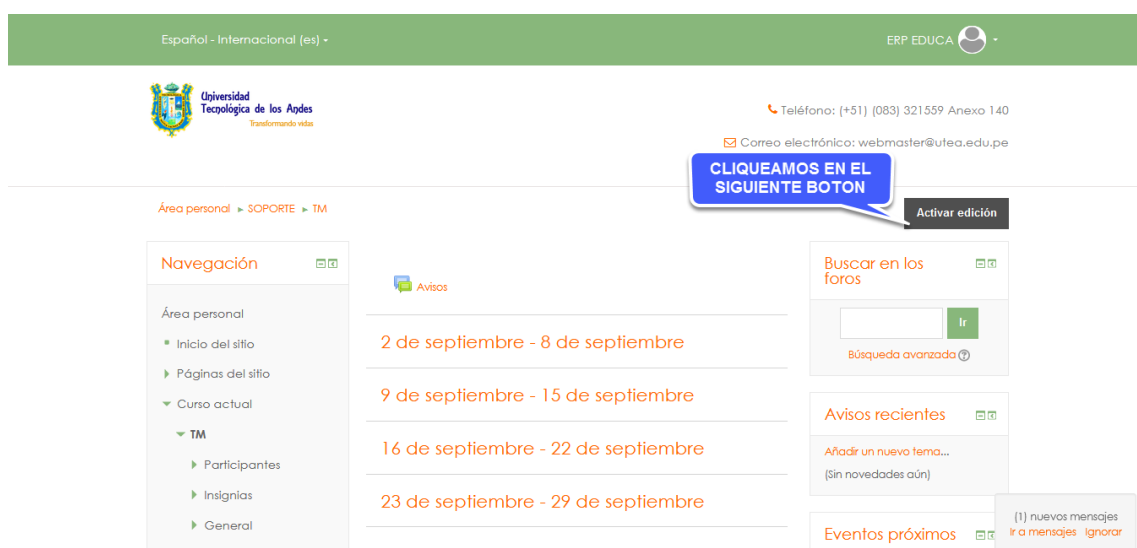 Español - Internacional (es)
ERP EDUCA
Universidad
Tecnológica de los Andes
Transformando vidas
Teléfono: (+51) (083) 321559 Anexo 140
Correo electrónico: webmaster@utea.edu.pe
CLIQUEAMOS EN EL
SIGUIENTE BOTON
Área personal ► SOPORTE ► TM
Activar edición
Navegación
Área personal
Inicio del sitio
Páginas del sitio
Curso actual
TM
Participantes
Insignias
General
Avisos
2 de septiembre - 8 de septiembre
9 de septiembre - 15 de septiembre
16 de septiembre - 22 de septiembre
23 de septiembre - 29 de septiembre
Buscar en los
foros
Ir
Búsqueda avanzada
Avisos recientes
Añadir un nuevo tema...
(Sin novedades aún)
Eventos próximos
(1) nuevos mensajes
Ir a mensajes Ignorar